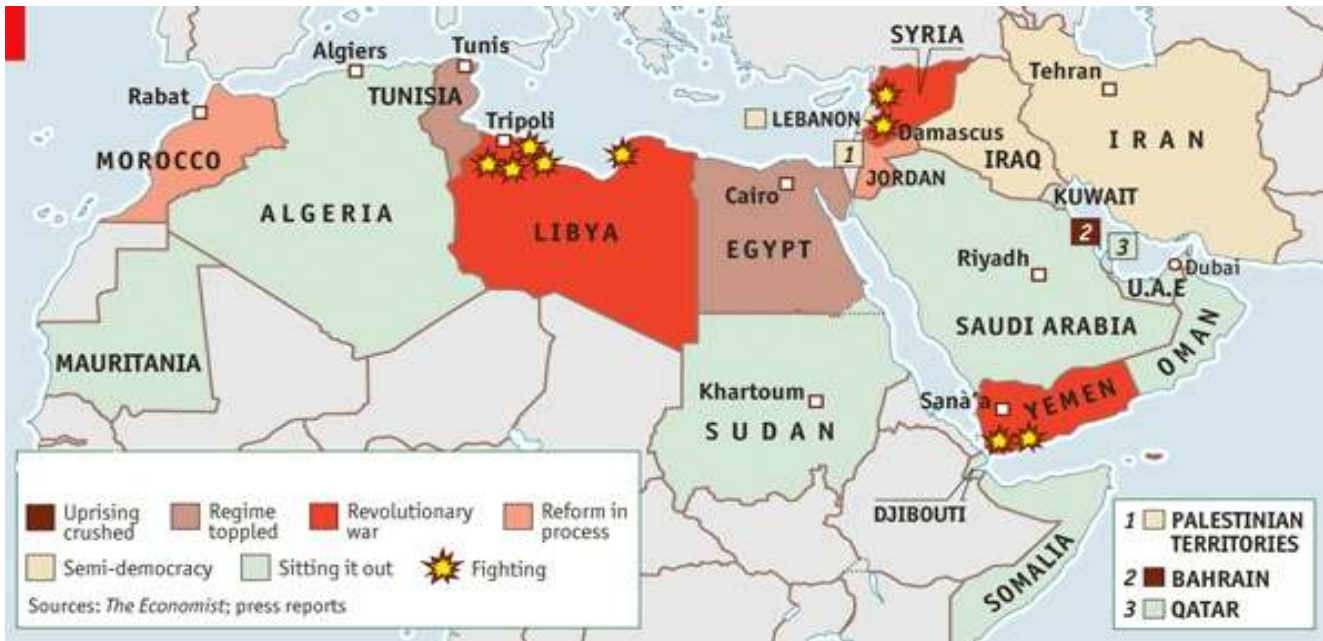 SYRIA
Algiers
Tunis
Tehran
Rabat
TUNISIA
Tripoli
LEBANON
Damascus
IRAN
MOROCCO
1
IRAQ
JORDAN
KUWAIT
Cairo
ALGERIA
LIBYA
EGYPT
2
3
Riyadh
Dubai
U.A.E
SAUDI ARABIA
OMAN
MAURITANIA
Khartoum
Sanà'a
YEMEN
SUDAN
DJIBOUTI
SOMALIA
Uprising
crushed
Regime
toppled
Revolutionary
war
Reform in
process
Semi-democracy
Sitting it out
Fighting
Sources: The Economist; press reports
1 PALESTINIAN
TERRITORIES
2 BAHRAIN
3 QATAR